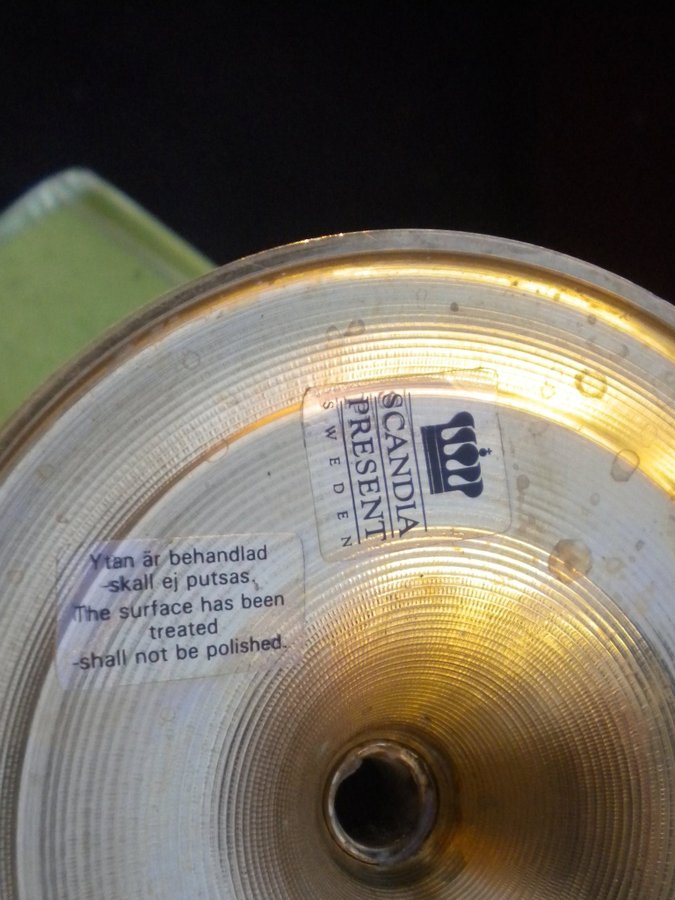 SCANDIA
PRESENT
SWEDEN
Ytan är behandlad
-skall ej putsas.
The surface has been
treated
-shall not be polished.